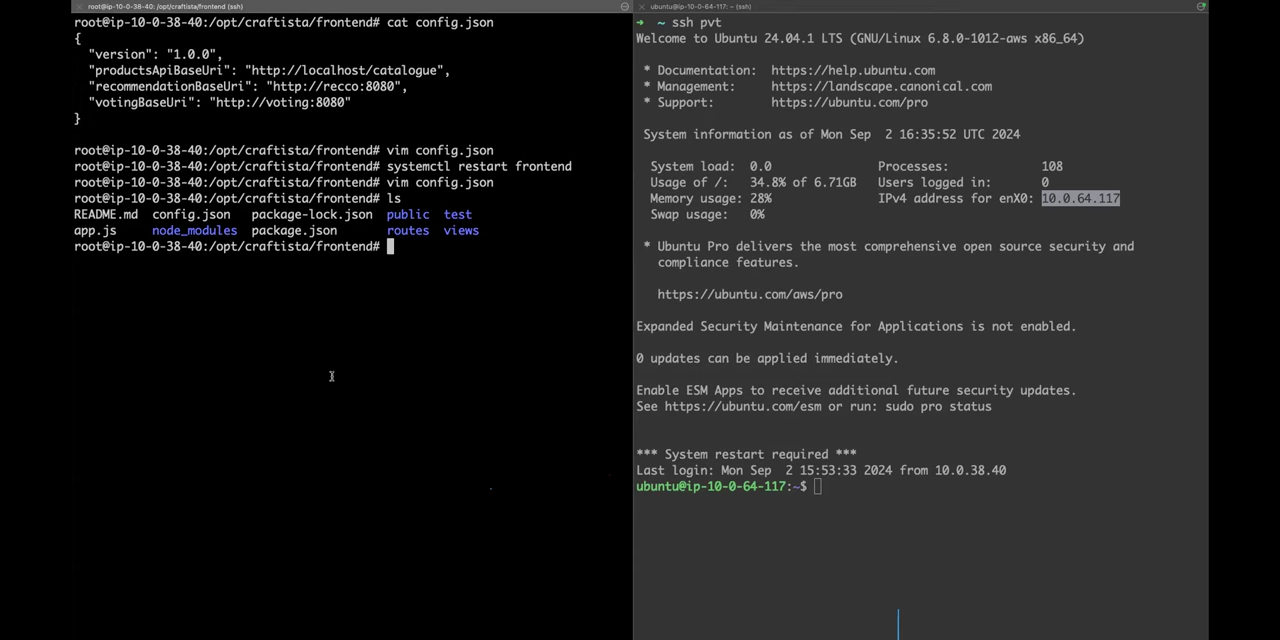 root@ip-10-0-38-40: /opt/craftista/frontend (ssh)
root@ip-10-0-38-40:/opt/craftista/frontend# cat config.json
{
  "version": "1.0.0",
  "productsApiBaseUri": "http://localhost/catalogue",
  "recommendationBaseUri": "http://recco:8080",
  "votingBaseUri": "http://voting:8080"
}
root@ip-10-0-38-40:/opt/craftista/frontend# vim config.json
root@ip-10-0-38-40:/opt/craftista/frontend# systemctl restart frontend
root@ip-10-0-38-40:/opt/craftista/frontend# vim config.json
root@ip-10-0-38-40:/opt/craftista/frontend# ls
README.md  config.json   package-lock.json  public  test
app.js     node_modules  package.json       routes  views
root@ip-10-0-38-40:/opt/craftista/frontend#
ubuntu@ip-10-0-64-117: ~ (ssh)
➜  ~ ssh pvt
Welcome to Ubuntu 24.04.1 LTS (GNU/Linux 6.8.0-1012-aws x86_64)
 * Documentation:  https://help.ubuntu.com
 * Management:     https://landscape.canonical.com
 * Support:        https://ubuntu.com/pro
 System information as of Mon Sep  2 16:35:52 UTC 2024
  System load:  0.0               Processes:             108
  Usage of /:   34.8% of 6.71GB   Users logged in:       0
  Memory usage: 28%               IPv4 address for enX0: 10.0.64.117
  Swap usage:   0%
 * Ubuntu Pro delivers the most comprehensive open source security and
   compliance features.
   https://ubuntu.com/aws/pro
Expanded Security Maintenance for Applications is not enabled.
0 updates can be applied immediately.
Enable ESM Apps to receive additional future security updates.
See https://ubuntu.com/esm or run: sudo pro status
*** System restart required ***
Last login: Mon Sep  2 15:53:33 2024 from 10.0.38.40
ubuntu@ip-10-0-64-117:~$